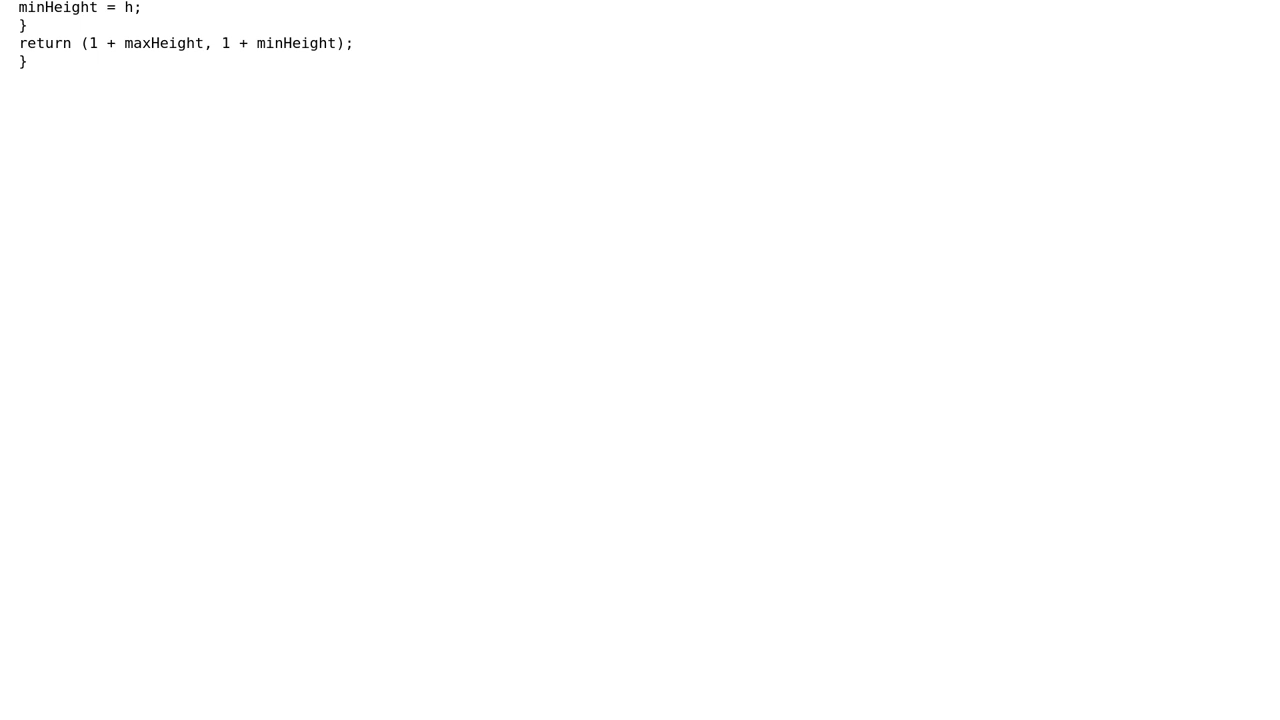 minHeight = h;
}
return (1 + maxHeight, 1 + minHeight);
}